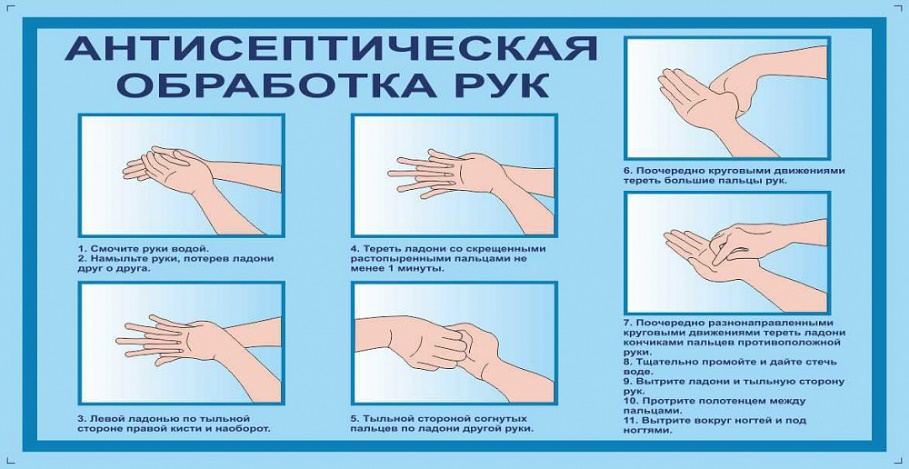 АНТИСЕПТИЧЕСКАЯ
ОБРАБОТКА РУК
1. Смочите руки водой.
2. Намыльте руки, потерев ладони
друг о друга.
3. Левой ладонью по тыльной
стороне правой кисти и наоборот.
4. Тереть ладони со скрещенными
растопыренными пальцами не
менее 1 минуты.
5. Тыльной стороной согнутых
пальцев по ладони другой руки.
6. Поочередно круговыми движениями
тереть большие пальцы рук.
7. Поочередно разнонаправленными
круговыми движениями тереть ладони
кончиками пальцев противоположной
руки.
8. Тщательно промойте и дайте стечь
воде.
9. Вытрите ладони и тыльную сторону
рук.
10. Протрите полотенцем между
пальцами.
11. Вытрите вокруг ногтей и под
ногтями.